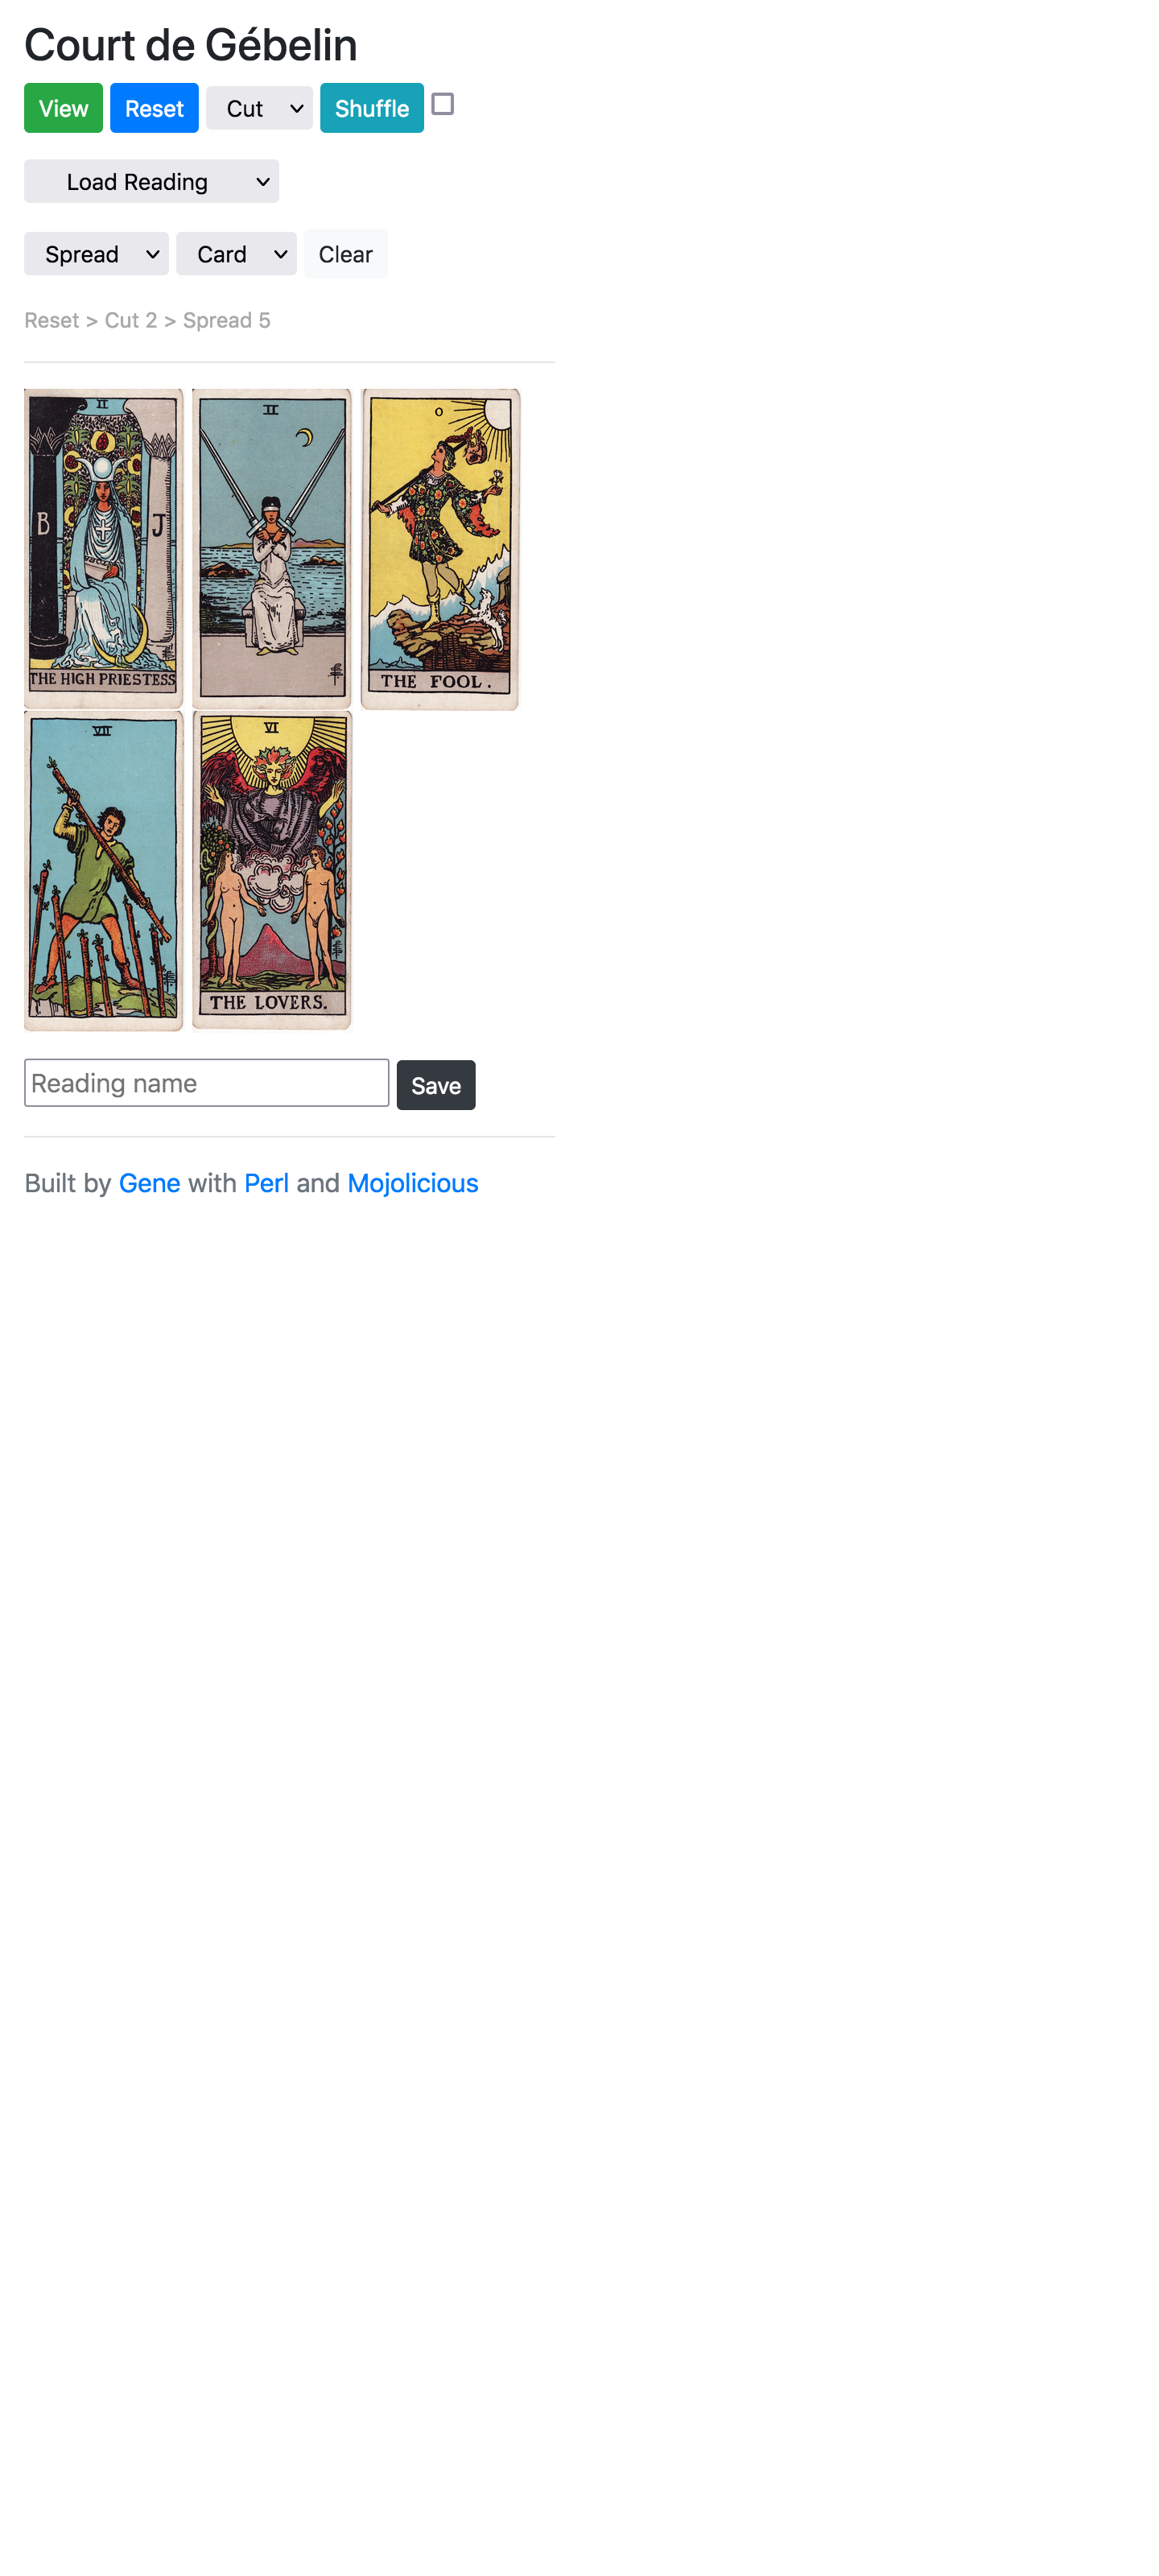 Court de Gébelin
View Reset Cut Shuffle
Load Reading
Spread Card Clear
Reset > Cut 2 > Spread 5
II
B J
THE HIGH PRIESTESS
II
0
THE FOOL.
VII
VI
THE LOVERS.
Reading name Save
Built by Gene with Perl and Mojolicious